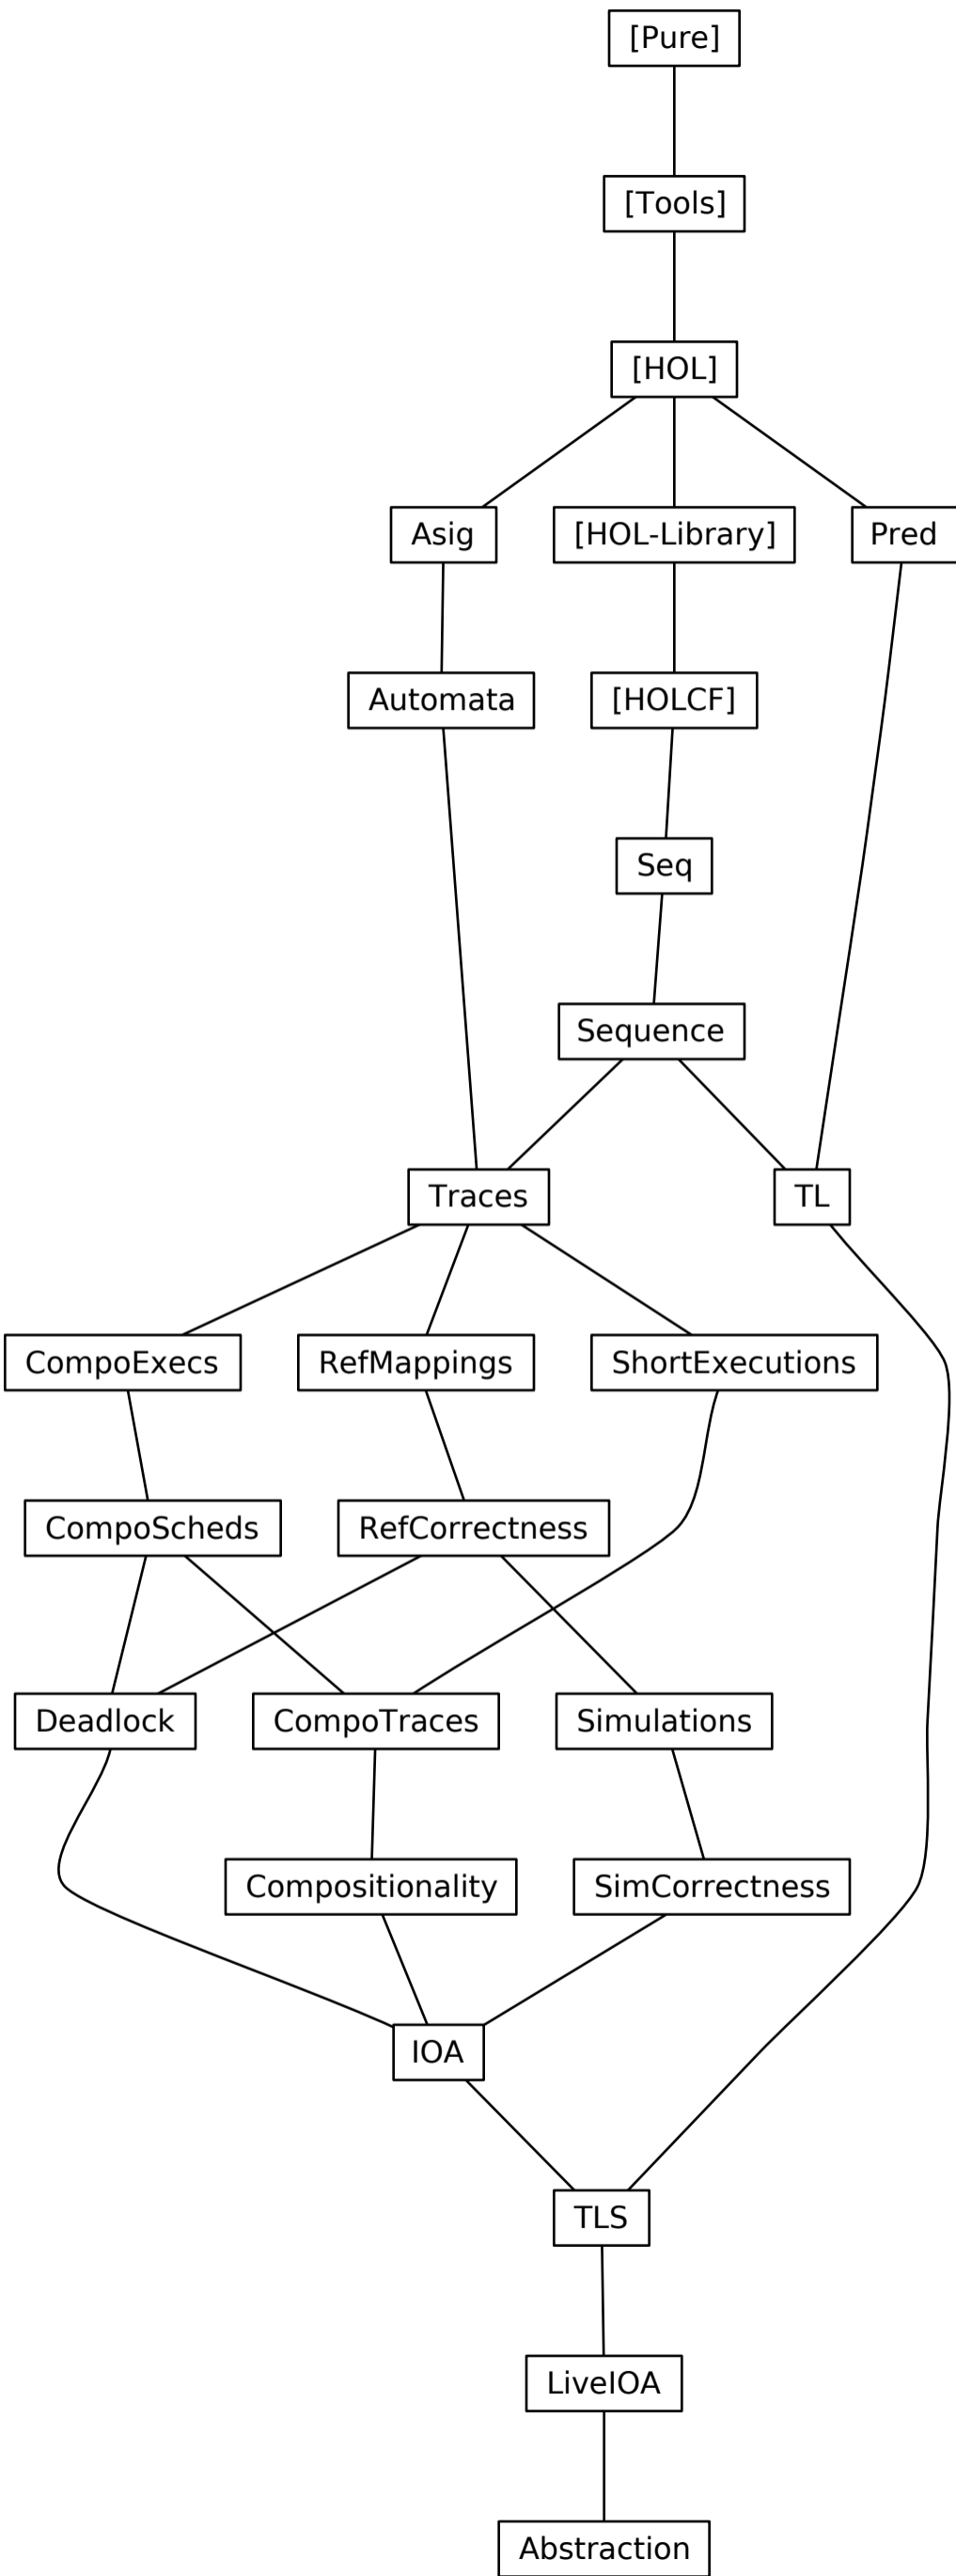 [Pure]
[Tools]
[HOL]
Asig
[HOL-Library]
Pred
Automata
[HOLCF]
Seq
Sequence
Traces
TL
CompoExecs
RefMappings
ShortExecutions
CompoScheds
RefCorrectness
Deadlock
CompoTraces
Simulations
Compositionality
SimCorrectness
IOA
TLS
LiveIOA
Abstraction